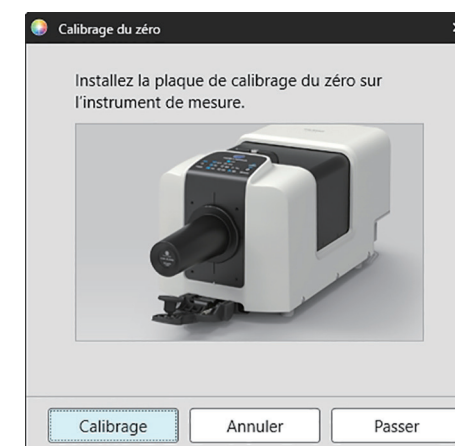 Calibrage du zéro
Installez la plaque de calibrage du zéro sur
l'instrument de mesure.
Calibrage
Annuler
Passer